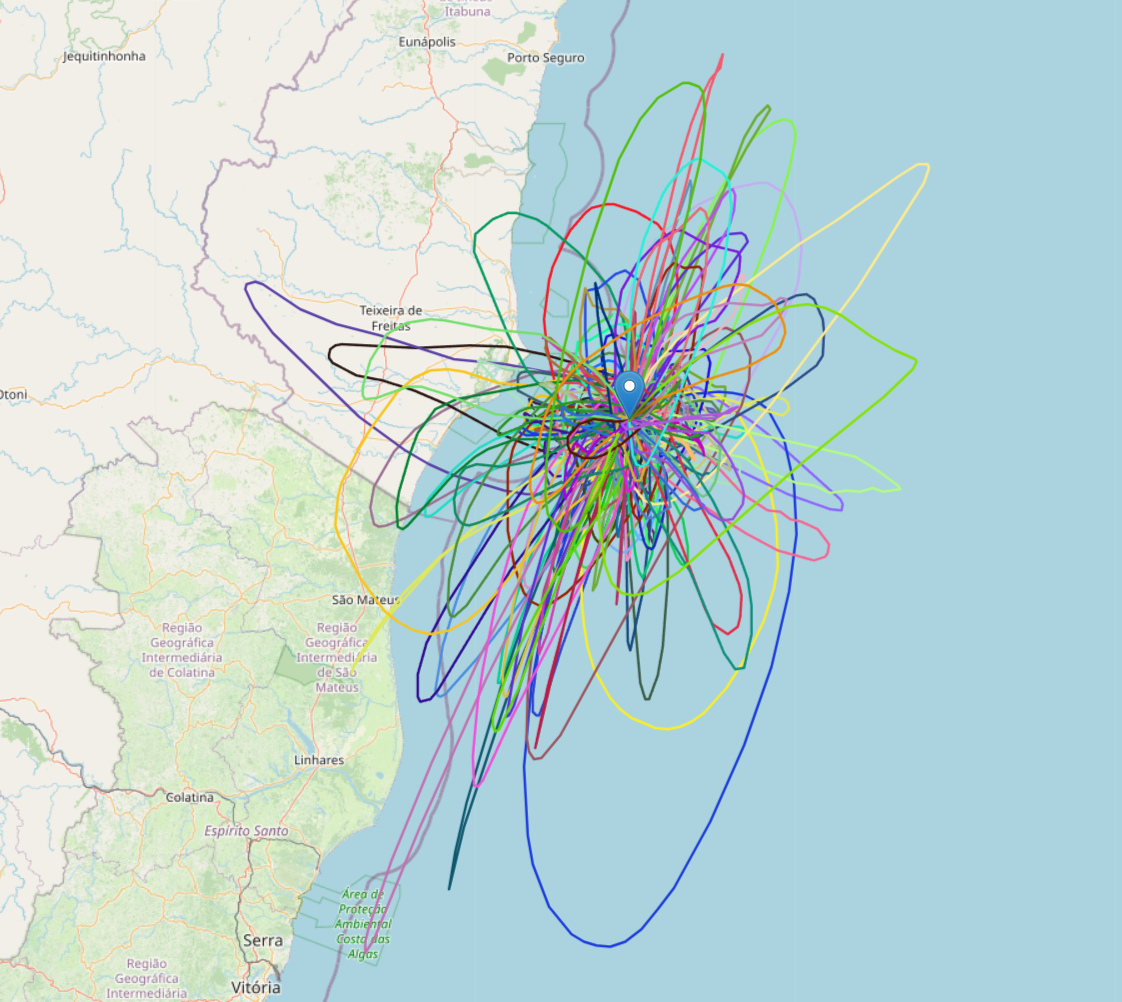 Itabuna
Eunápolis
Jequitinhonha
Porto Seguro
Teixeira de
Freitas
São Mateus
Região
Geográfica
Intermediária
de Colatina
Região
Geográfica
Intermediária
de São
Mateus
Linhares
Colatina
Espírito Santo
Área de
Proteção
Ambiental
Costa das
Algas
Serra
Região
Geográfica
Intermediária
Vitória